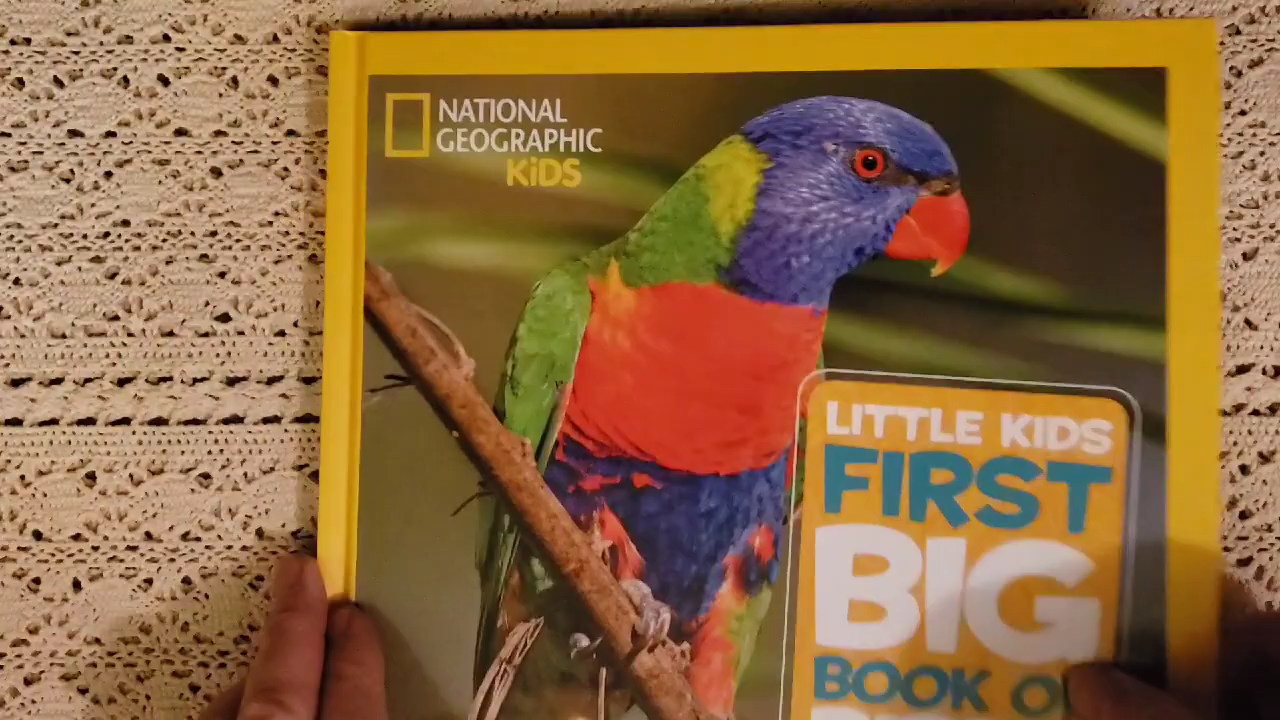 NATIONAL
GEOGRAPHIC
KiDS
LITTLE KIDS
FIRST
BIG
BOOK